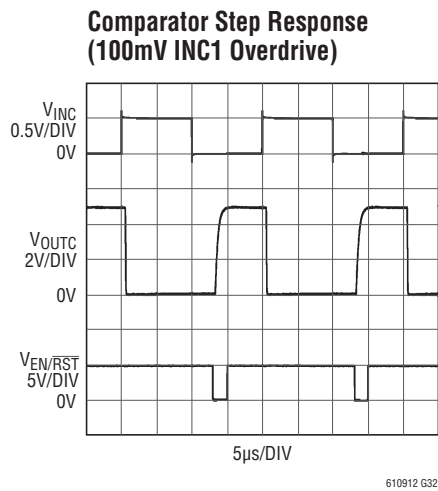 Comparator Step Response
(100mV INC1 Overdrive)
VINC
0.5V/DIV
0V
VOUTC
2V/DIV
0V
VEN/RST
5V/DIV
0V
5µs/DIV
610912 G32